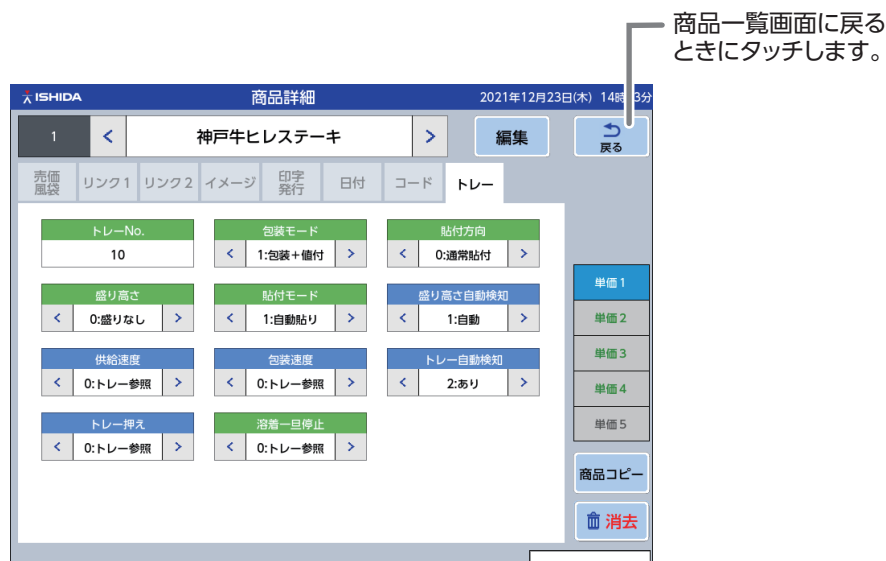 商品一覧画面に戻る
ときにタッチします。
ISHIDA 商品詳細 2021年12月23日(木) 14時 3分
1 < 神戸牛ヒレステーキ > 編集 戻る
売価
風袋 リンク1 リンク2 イメージ 印字
発行 日付 コード トレー
トレーNo. 包装モード 貼付方向
10 < 1:包装+値付 > < 0:通常貼付 >
盛り高さ 貼付モード 盛り高さ自動検知
< 0:盛りなし > < 1:自動貼り > < 1:自動 >
供給速度 包装速度 トレー自動検知
< 0:トレー参照 > < 0:トレー参照 > < 2:あり >
トレー押え 溶着一旦停止
< 0:トレー参照 > < 0:トレー参照 >
単価1
単価2
単価3
単価4
単価5
商品コピー
消去